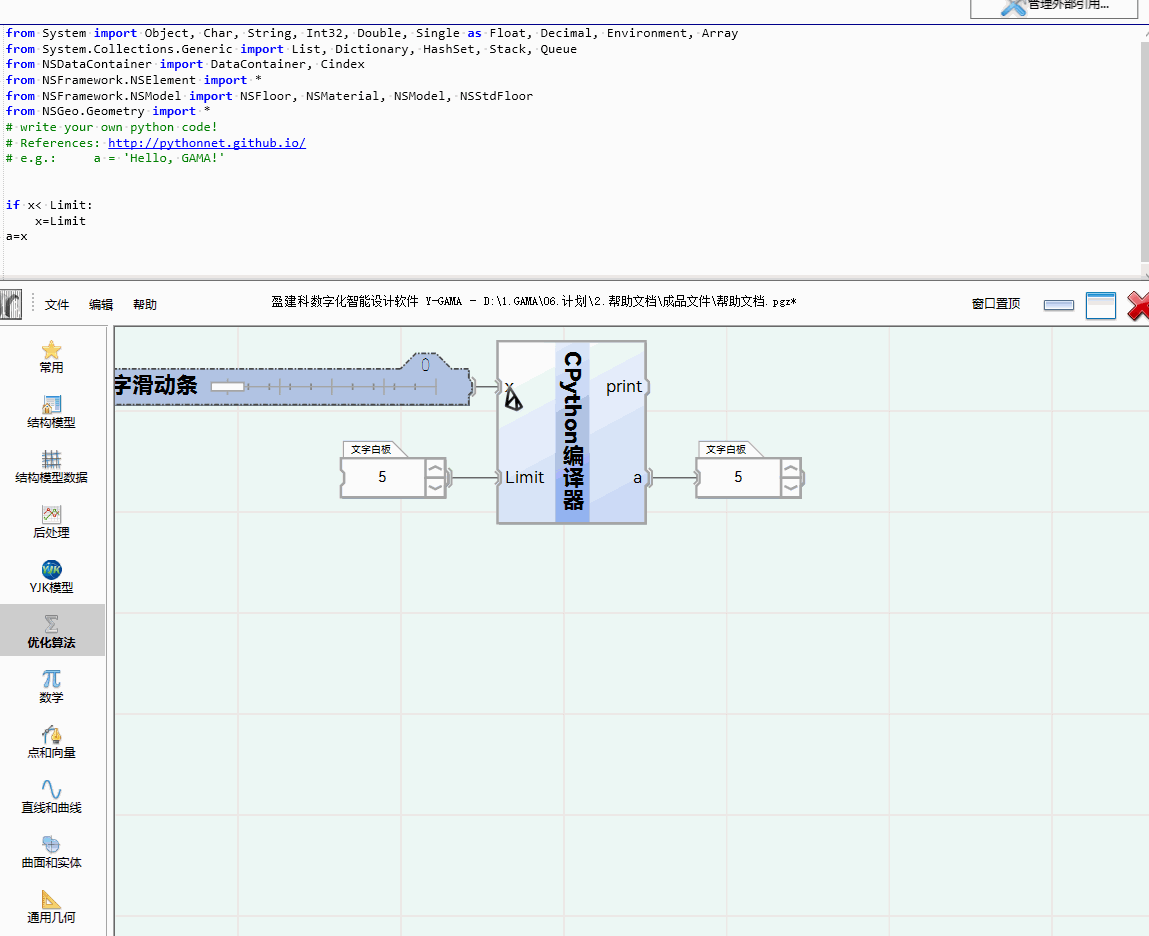 管理外部引用...
from System import Object, Char, String, Int32, Double, Single as Float, Decimal, Environment, Array
from System.Collections.Generic import List, Dictionary, HashSet, Stack, Queue
from NSDataContainer import DataContainer, Cindex
from NSFramework.NSElement import *
from NSFramework.NSModel import NSFloor, NSMaterial, NSModel, NSStdFloor
from NSGeo.Geometry import *
# write your own python code!
# References: http://pythonnet.github.io/
# e.g.:     a = 'Hello, GAMA!'
if x< Limit:
    x=Limit
a=x
文件 编辑 帮助 盈建科数字化智能设计软件 Y-GAMA - D:\1.GAMA\06.计划\2.帮助文档\成品文件\帮助文档.pgz* 窗口置顶
常用
结构模型
结构模型数据
后处理
YJK模型
优化算法
数学
点和向量
直线和曲线
曲面和实体
通用几何
字滑动条
0
x
CPython编译器
print
文字白板
5
Limit
a
文字白板
5